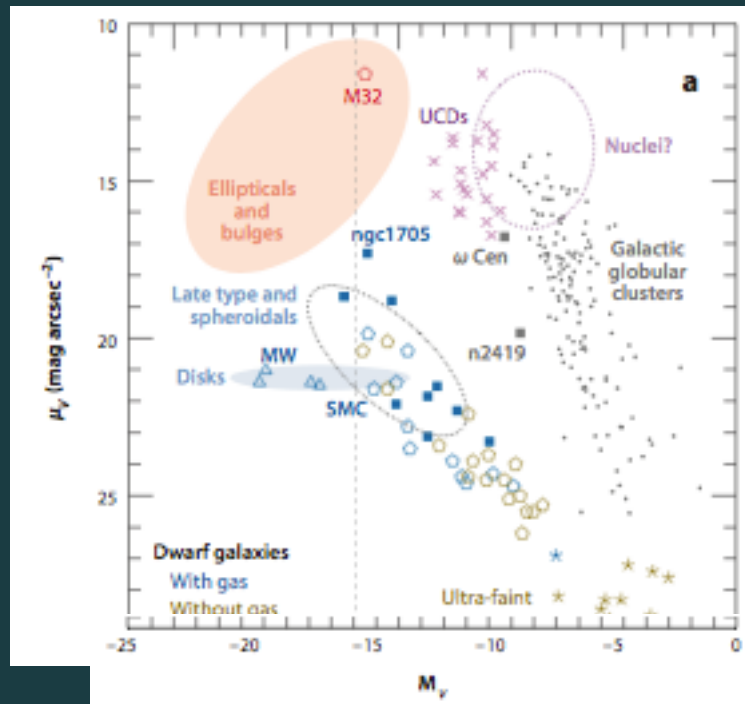 a
10
15
20
25
μ_V (mag arcsec⁻²)
M32
UCDs
Nuclei?
Ellipticals
and
bulges
ngc1705
ω Cen
Galactic
globular
clusters
Late type and
spheroidals
n2419
MW
Disks
SMC
Dwarf galaxies
With gas
Without gas
Ultra-faint
−25
−20
−15
−10
−5
0
M_V